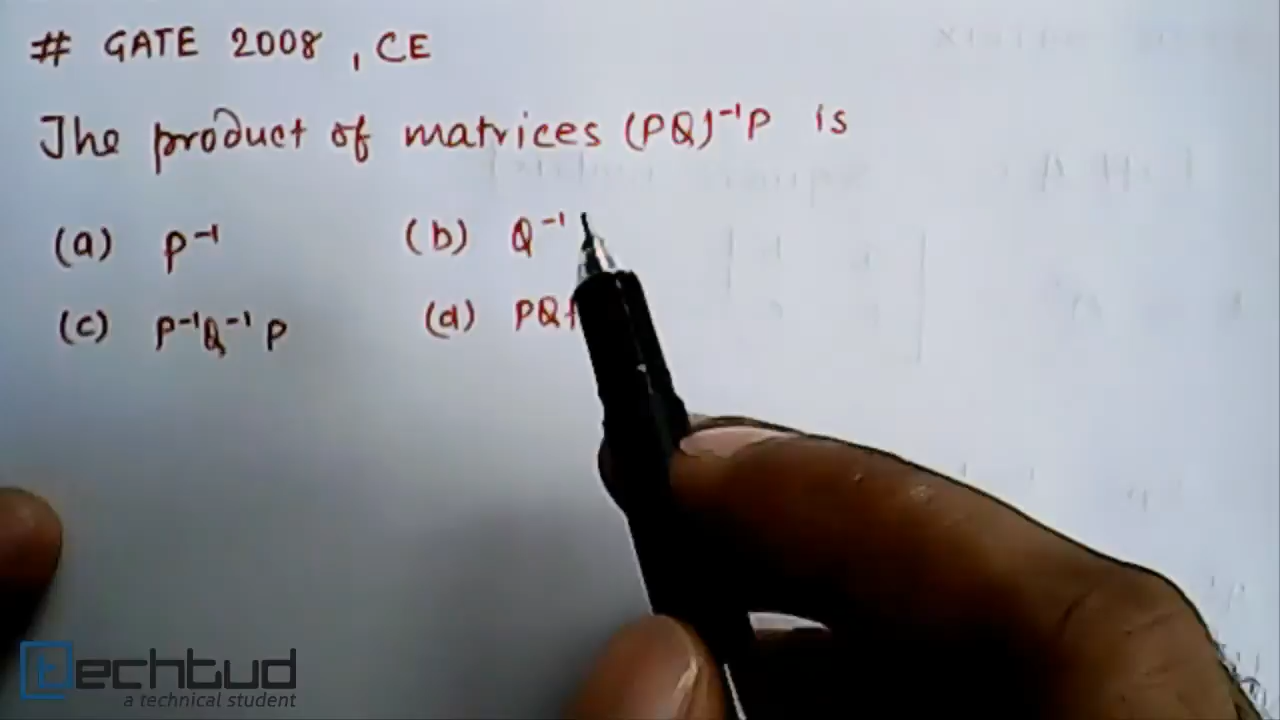 # GATE 2008, CE
The product of matrices (PQ)⁻¹P is
(a) P⁻¹ (b) Q⁻¹
(c) P⁻¹Q⁻¹P (d) PQ
techtud
a technical student